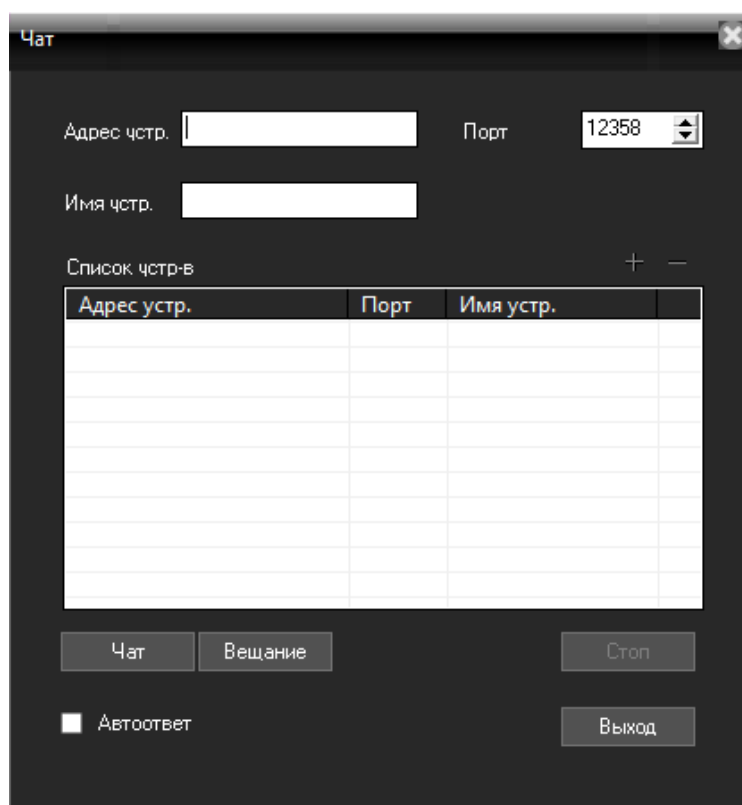 Чат
Адрес устр. Порт 12358
Имя устр.
Список устр-в
Адрес устр. Порт Имя устр.
Чат Вещание Стоп
Автоответ Выход